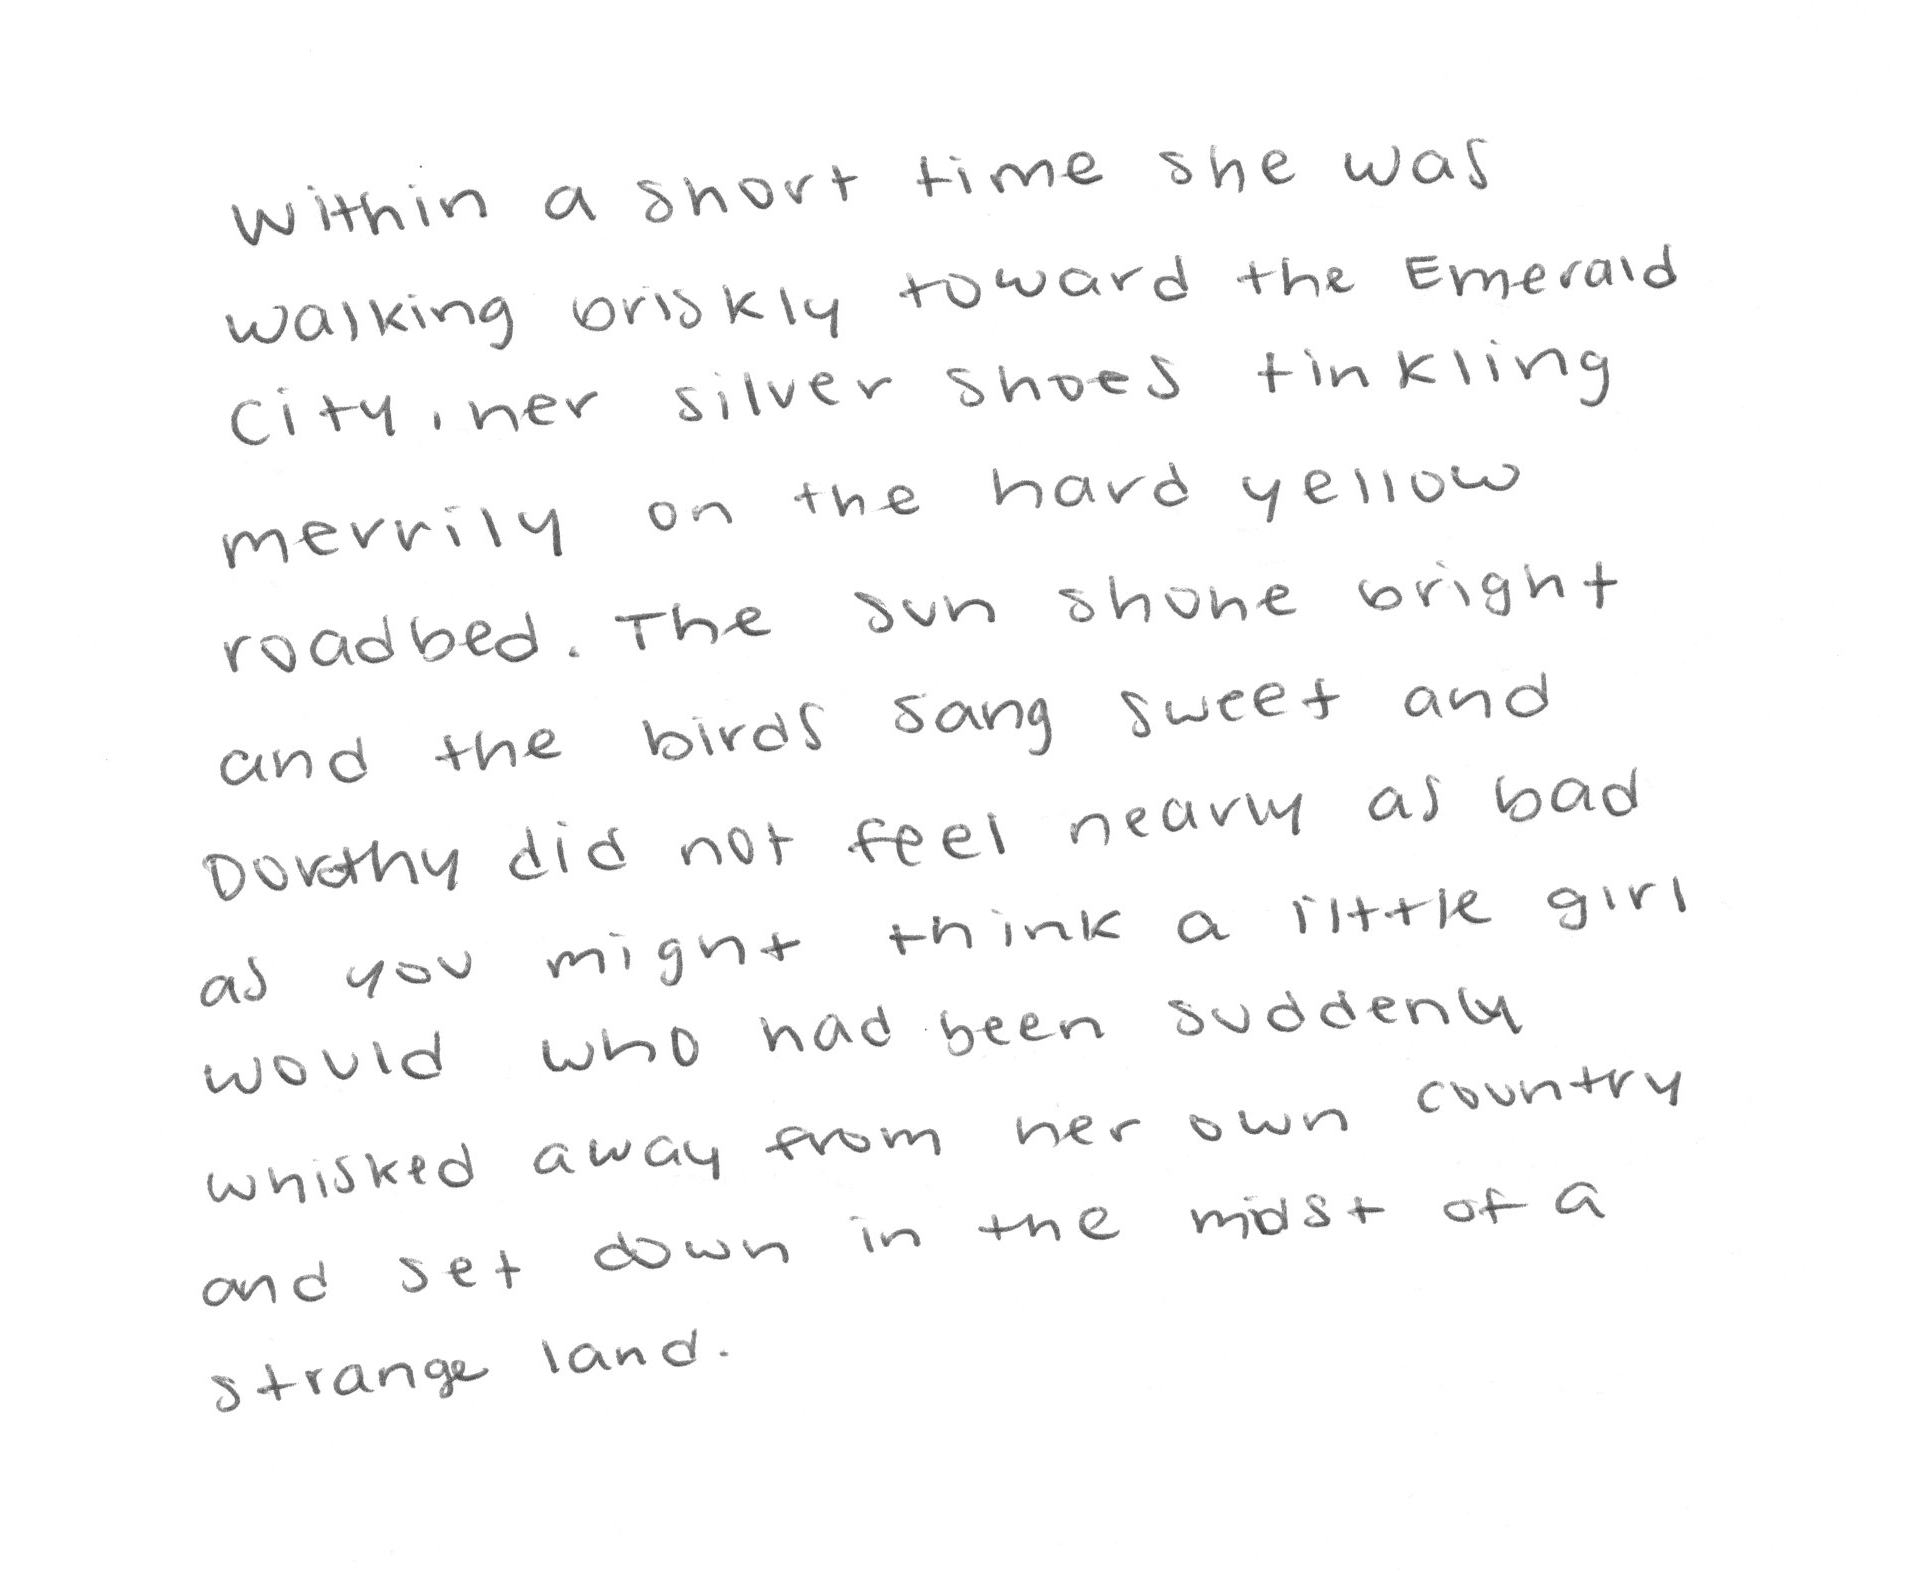 Within a short time she was
walking briskly toward the Emerald
City, her silver shoes tinkling
merrily on the hard yellow
roadbed. The sun shone bright
and the birds sang sweet and
Dorothy did not feel nearly as bad
as you might think a little girl
would who had been suddenly
whisked away from her own country
and set down in the midst of a
strange land.